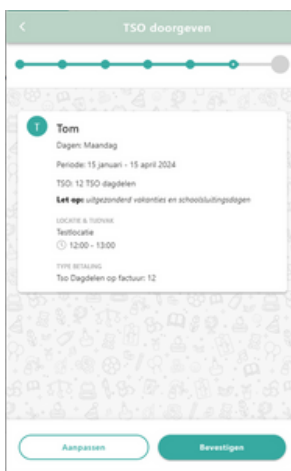 TSO doorgeven
T
Tom
Dagen: Maandag
Periode: 15 januari - 15 april 2024
TSO: 12 TSO dagdelen
Let op: uitgezonderd vakanties en schoolsluitingsdagen
LOCATIE & TIJDVAK
Testlocatie
12:00 - 13:00
TYPE BETALING
Tso Dagdelen op factuur: 12
Aanpassen
Bevestigen